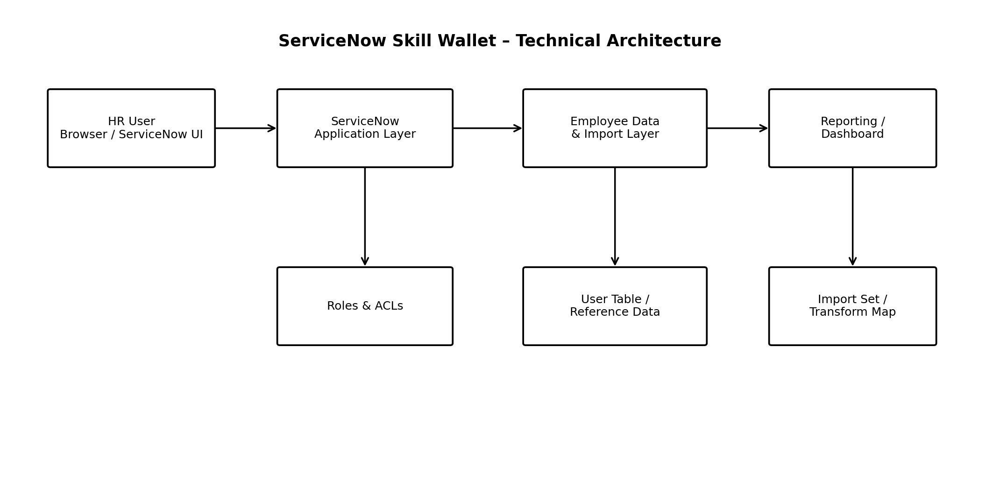 ServiceNow Skill Wallet – Technical Architecture
HR User
Browser / ServiceNow UI
ServiceNow
Application Layer
Employee Data
& Import Layer
Reporting /
Dashboard
Roles & ACLs
User Table /
Reference Data
Import Set /
Transform Map